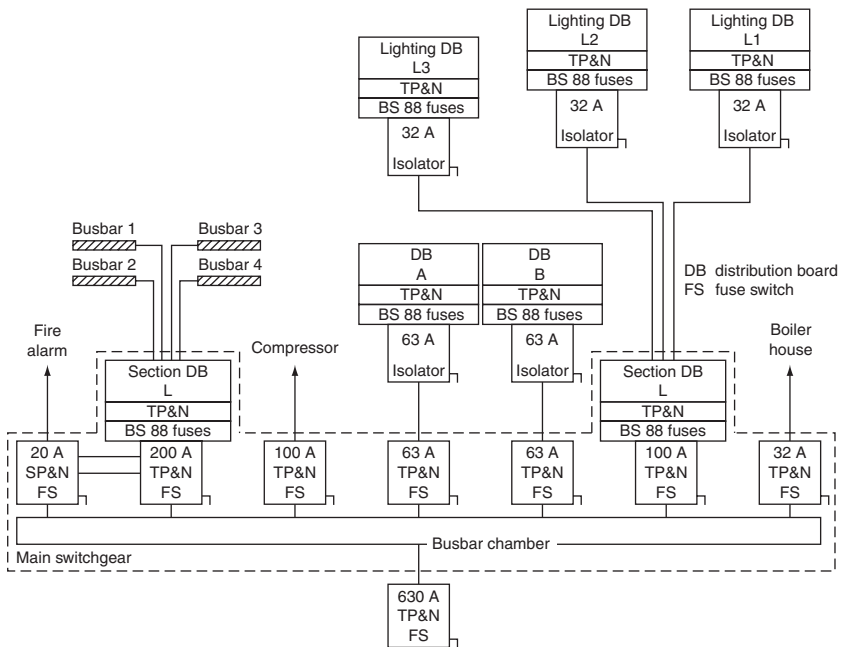 Lighting DB
L3
TP&N
BS 88 fuses
32 A
Isolator
Lighting DB
L2
TP&N
BS 88 fuses
32 A
Isolator
Lighting DB
L1
TP&N
BS 88 fuses
32 A
Isolator
Busbar 1
Busbar 3
Busbar 2
Busbar 4
DB
A
TP&N
BS 88 fuses
63 A
Isolator
DB
B
TP&N
BS 88 fuses
63 A
Isolator
DB distribution board
FS fuse switch
Fire
alarm
Section DB
L
TP&N
BS 88 fuses
Compressor
Section DB
L
TP&N
BS 88 fuses
Boiler
house
20 A
SP&N
FS
200 A
TP&N
FS
100 A
TP&N
FS
63 A
TP&N
FS
63 A
TP&N
FS
100 A
TP&N
FS
32 A
TP&N
FS
Busbar chamber
Main switchgear
630 A
TP&N
FS